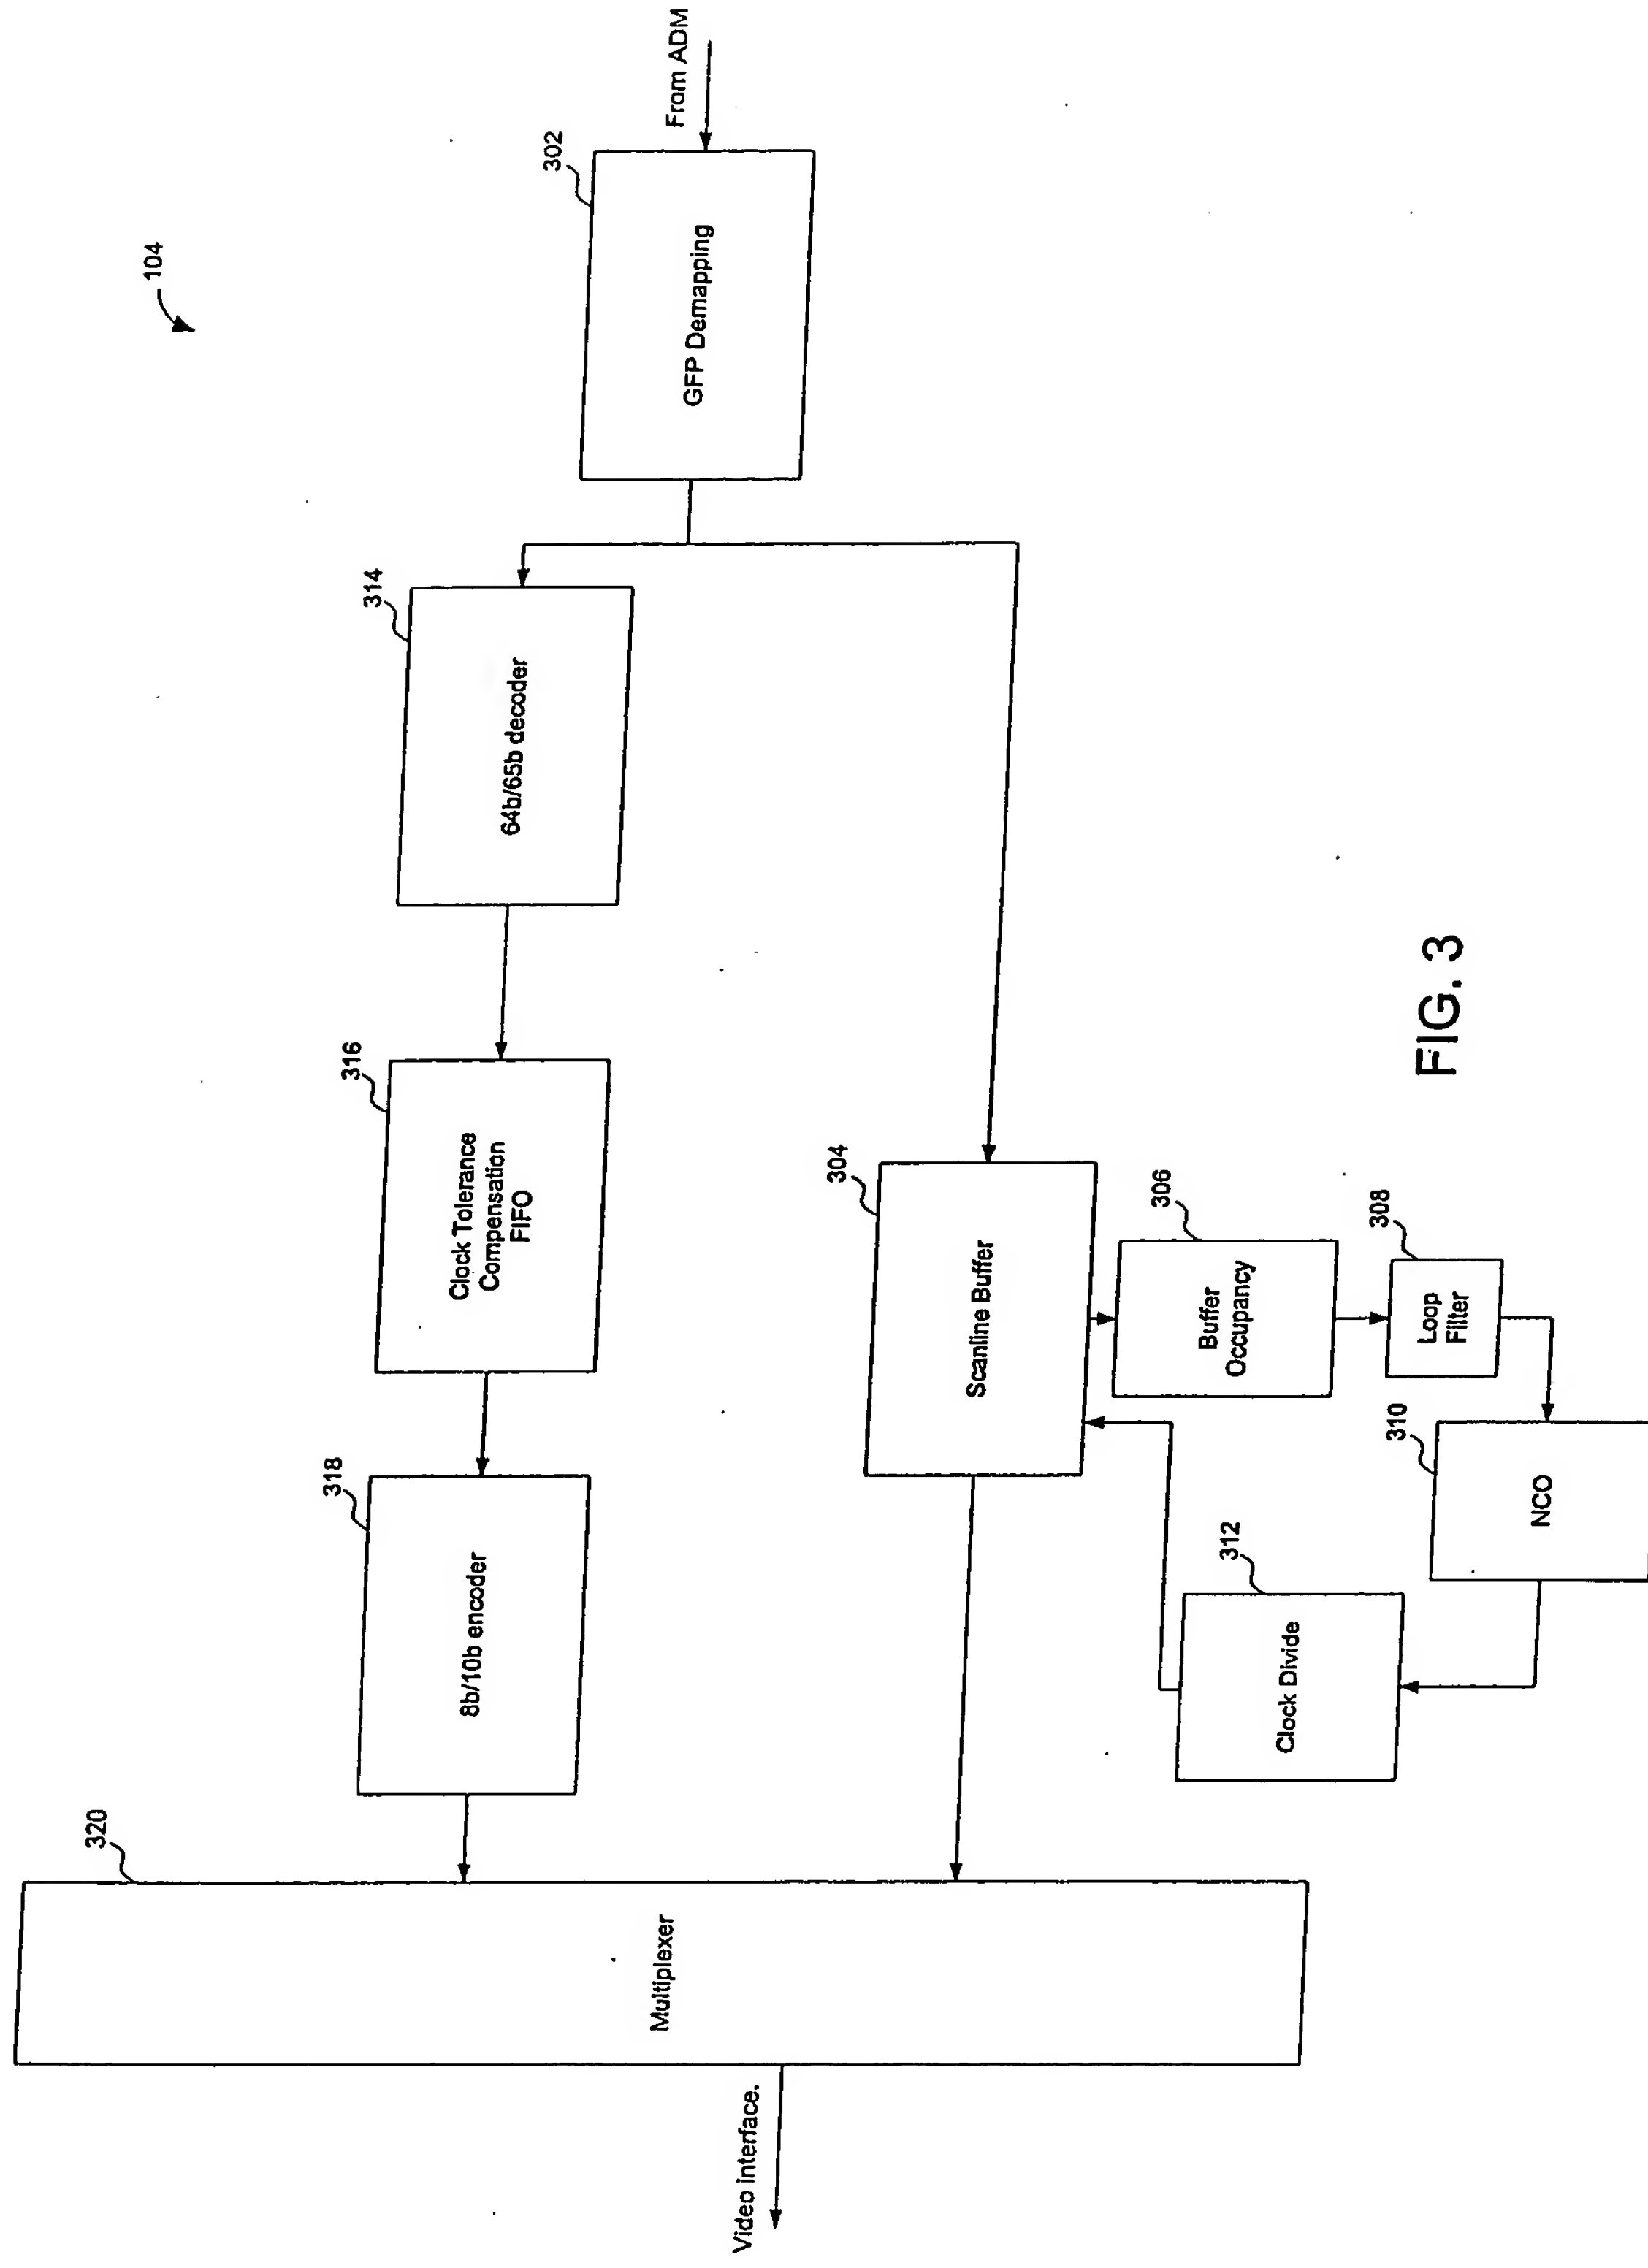 104
From ADM
302
GFP Demapping
314
64b/65b decoder
316
Clock Tolerance
Compensation
FIFO
318
8b/10b encoder
304
Scanline Buffer
306
Buffer
Occupancy
308
Loop
Filter
310
NCO
312
Clock Divide
320
Multiplexer
Video interface.
FIG. 3